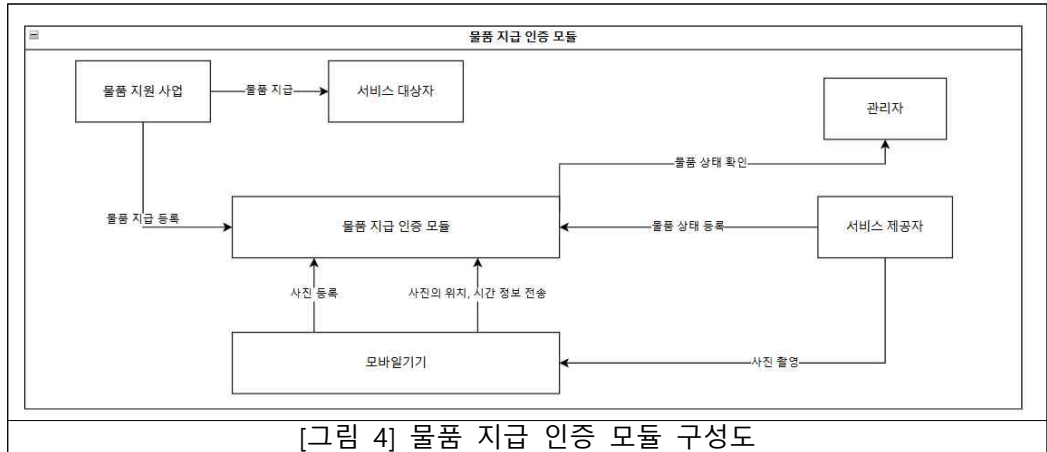 물품 지급 인증 모듈
물품 지원 사업
물품 지급
서비스 대상자
관리자
물품 상태 확인
물품 지급 등록
물품 지급 인증 모듈
물품 상태 등록
서비스 제공자
사진 등록
사진의 위치, 시간 정보 전송
모바일기기
사진 촬영
[그림 4] 물품 지급 인증 모듈 구성도